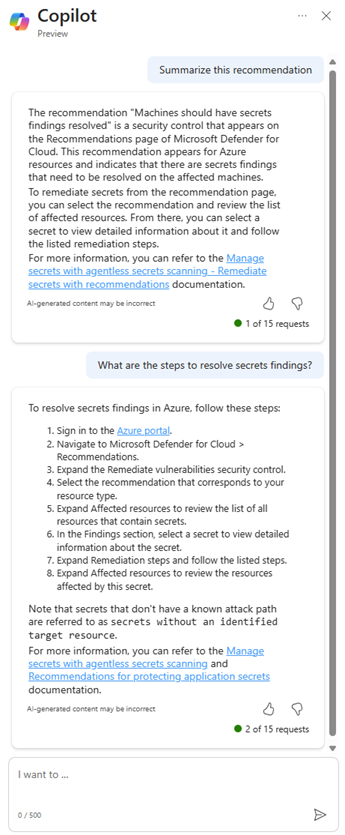 Copilot
Preview
Summarize this recommendation
The recommendation "Machines should have secrets
findings resolved" is a security control that appears on
the Recommendations page of Microsoft Defender for
Cloud. This recommendation appears for Azure
resources and indicates that there are secrets findings
that need to be resolved on the affected machines.
To remediate secrets from the recommendation page,
you can select the recommendation and review the list
of affected resources. From there, you can select a
secret to view detailed information about it and follow
the listed remediation steps.
For more information, you can refer to the Manage
secrets with agentless secrets scanning - Remediate
secrets with recommendations documentation.
AI-generated content may be incorrect
1 of 15 requests
What are the steps to resolve secrets findings?
To resolve secrets findings in Azure, follow these steps:
1. Sign in to the Azure portal.
2. Navigate to Microsoft Defender for Cloud >
Recommendations.
3. Expand the Remediate vulnerabilities security control.
4. Select the recommendation that corresponds to your
resource type.
5. Expand Affected resources to review the list of all
resources that contain secrets.
6. In the Findings section, select a secret to view detailed
information about the secret.
7. Expand Remediation steps and follow the listed steps.
8. Expand Affected resources to review the resources
affected by this secret.
Note that secrets that don't have a known attack path
are referred to as secrets without an identified
target resource.
For more information, you can refer to the Manage
secrets with agentless secrets scanning and
Recommendations for protecting application secrets
documentation.
AI-generated content may be incorrect
2 of 15 requests
I want to ...
0 / 500